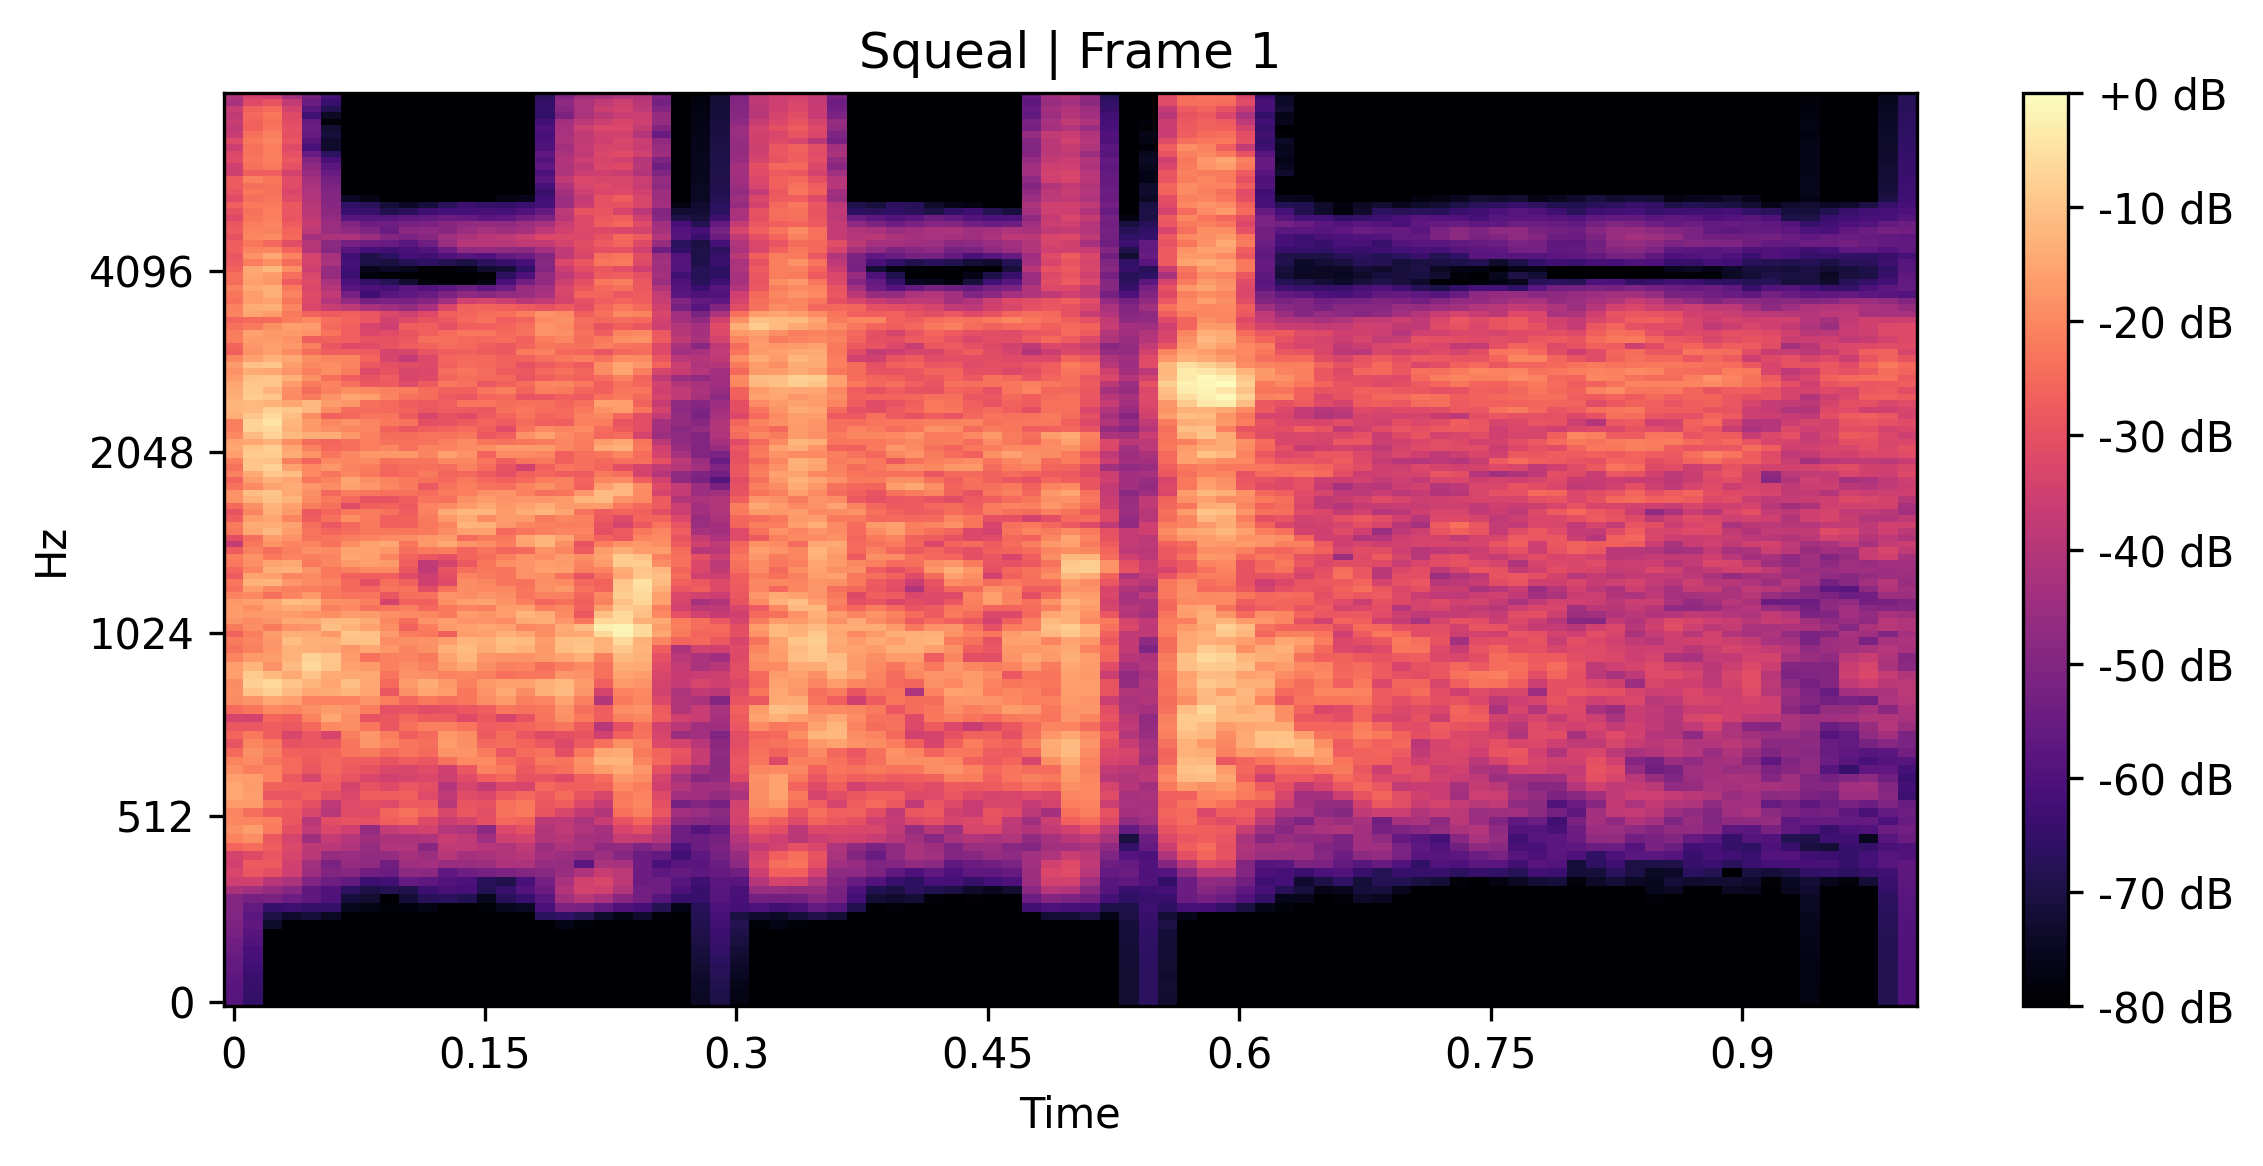 Squeal | Frame 1
+0 dB
-10 dB
-20 dB
-30 dB
-40 dB
-50 dB
-60 dB
-70 dB
-80 dB
Hz
4096
2048
1024
512
0
0
0.15
0.3
0.45
0.6
0.75
0.9
Time